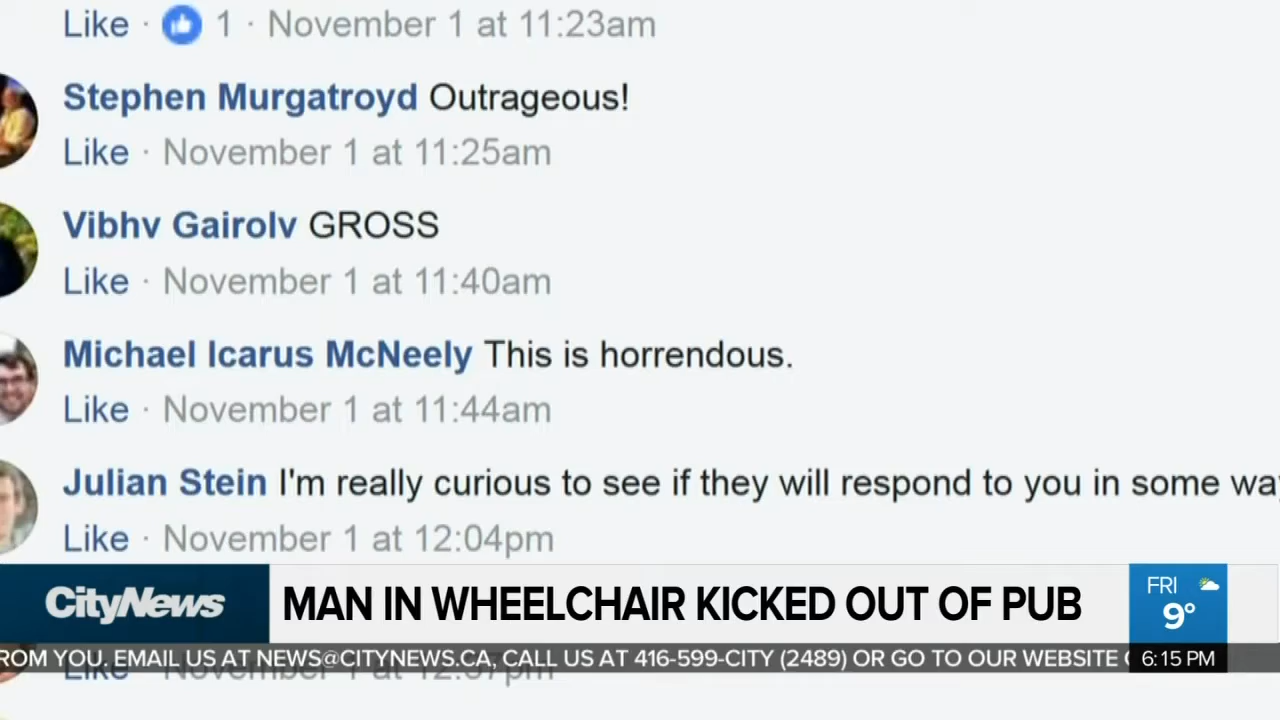 Like · 1 · November 1 at 11:23am
Stephen Murgatroyd Outrageous!
Like · November 1 at 11:25am
Vibhv Gairolv GROSS
Like · November 1 at 11:40am
Michael Icarus McNeely This is horrendous.
Like · November 1 at 11:44am
Julian Stein I'm really curious to see if they will respond to you in some
Like · November 1 at 12:04pm
CityNews
MAN IN WHEELCHAIR KICKED OUT OF PUB
FRI
9°
ROM YOU. EMAIL US AT NEWS@CITYNEWS.CA, CALL US AT 416-599-CITY (2489) OR GO TO OUR WEBSITE
6:15 PM
Like · November 1 at 12:37pm